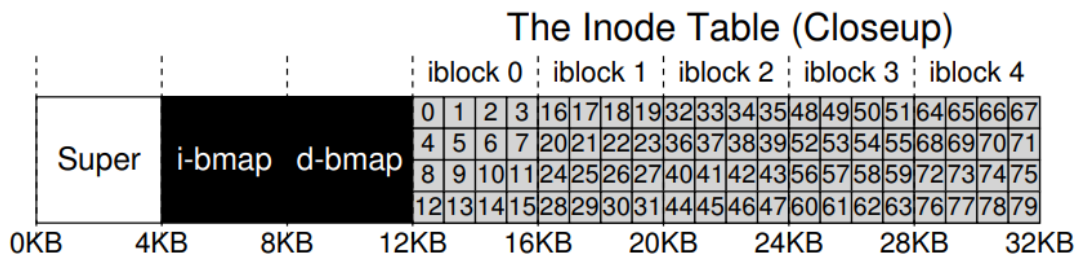 The Inode Table (Closeup)
iblock 0 iblock 1 iblock 2 iblock 3 iblock 4
0 1 2 3 16 17 18 19 32 33 34 35 48 49 50 51 64 65 66 67
4 5 6 7 20 21 22 23 36 37 38 39 52 53 54 55 68 69 70 71
Super i-bmap d-bmap
8 9 10 11 24 25 26 27 40 41 42 43 56 57 58 59 72 73 74 75
12 13 14 15 28 29 30 31 44 45 46 47 60 61 62 63 76 77 78 79
0KB 4KB 8KB 12KB 16KB 20KB 24KB 28KB 32KB